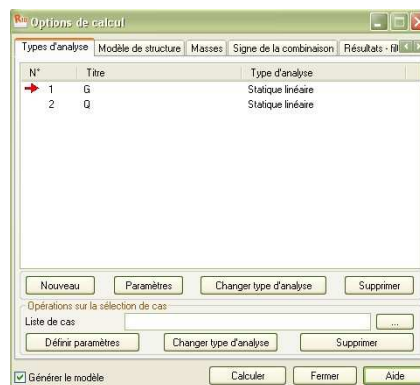 Options de calcul
Types d'analyse Modèle de structure Masses Signe de la combinaison Résultats - filt
N° Titre Type d'analyse
1 G Statique linéaire
2 Q Statique linéaire
Nouveau Paramètres Changer type d'analyse Supprimer
Opérations sur la sélection de cas
Liste de cas ...
Définir paramètres Changer type d'analyse Supprimer
Générer le modèle Calculer Fermer Aide